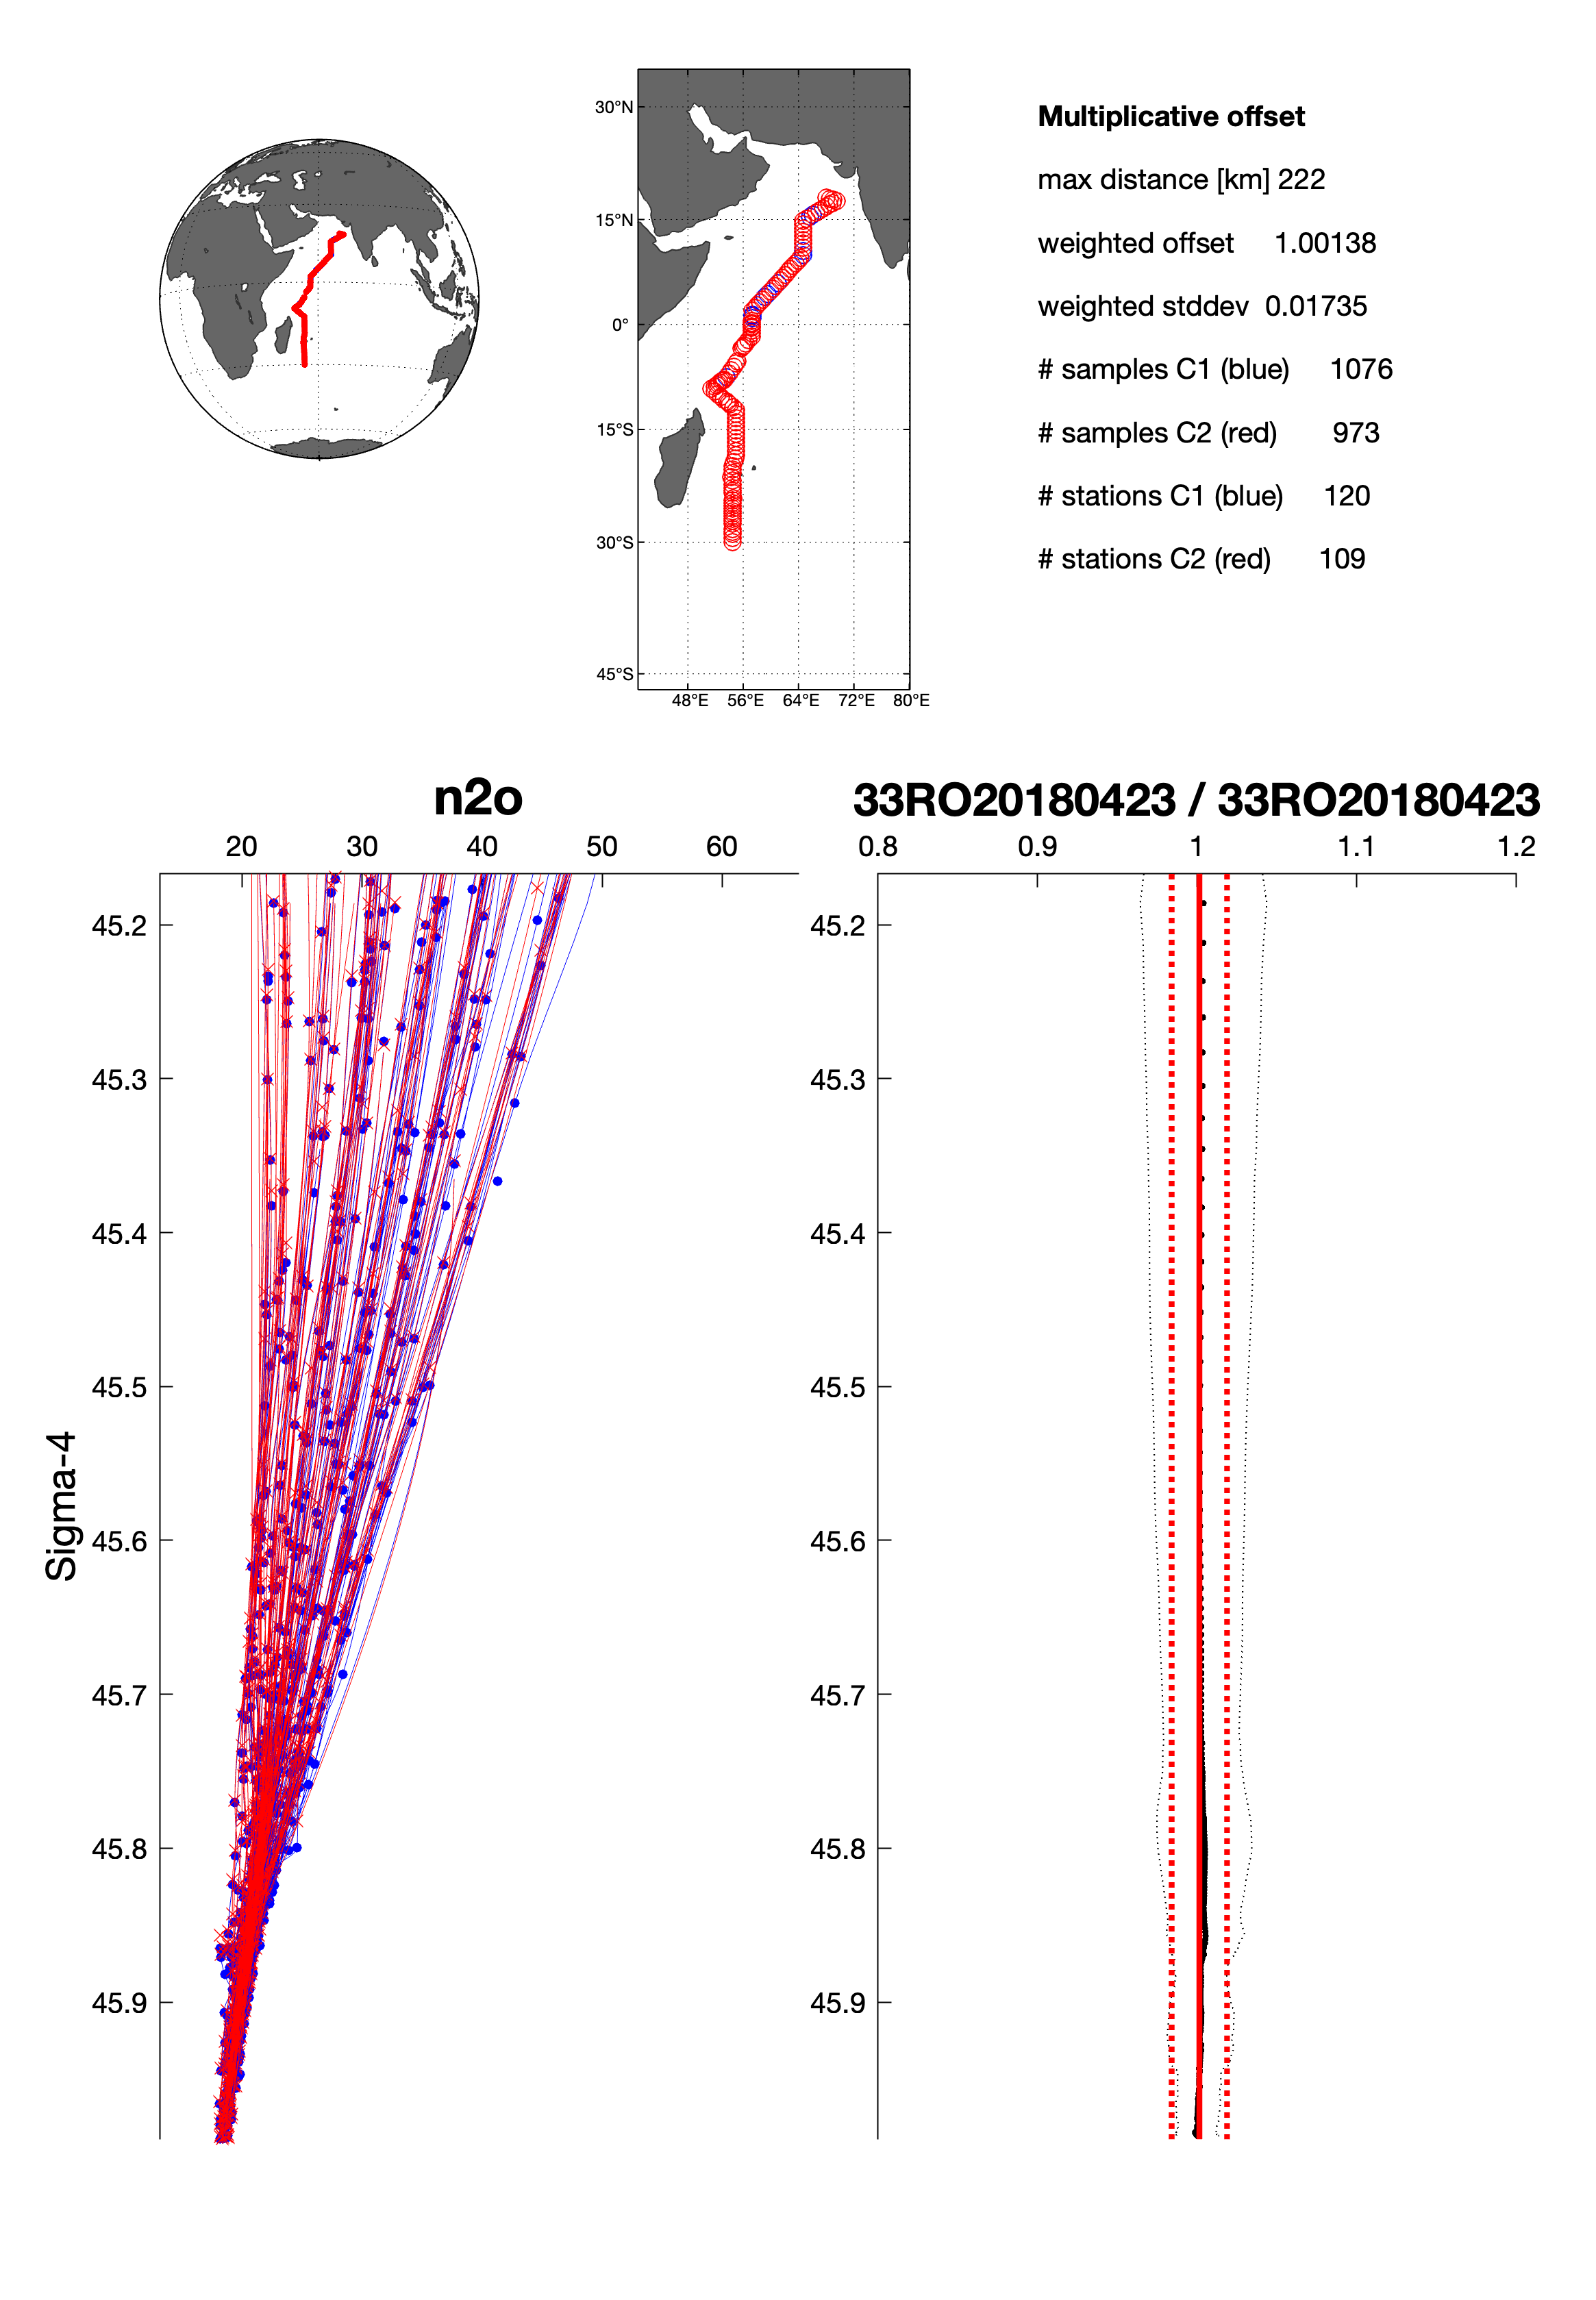 Multiplicative offset
max distance [km] 222
weighted offset 1.00138
weighted stddev 0.01735
# samples C1 (blue) 1076
# samples C2 (red) 973
# stations C1 (blue) 120
# stations C2 (red) 109
30°N
15°N
0°
15°S
30°S
45°S
48°E 56°E 64°E 72°E 80°E
n2o
20 30 40 50 60
45.2
45.3
45.4
45.5
45.6
45.7
45.8
45.9
Sigma-4
33RO20180423 / 33RO20180423
0.8 0.9 1 1.1 1.2
45.2
45.3
45.4
45.5
45.6
45.7
45.8
45.9